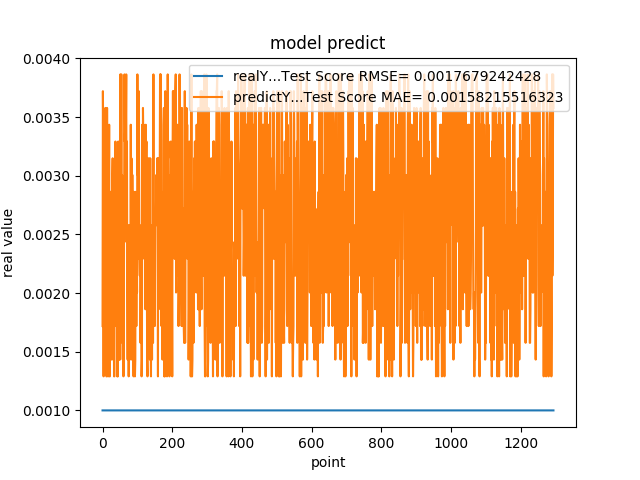 model predict
realY...Test Score RMSE= 0.0017679242428
predictY...Test Score MAE= 0.00158215516323
0.0040
0.0035
0.0030
0.0025
0.0020
0.0015
0.0010
real value
0 200 400 600 800 1000 1200
point